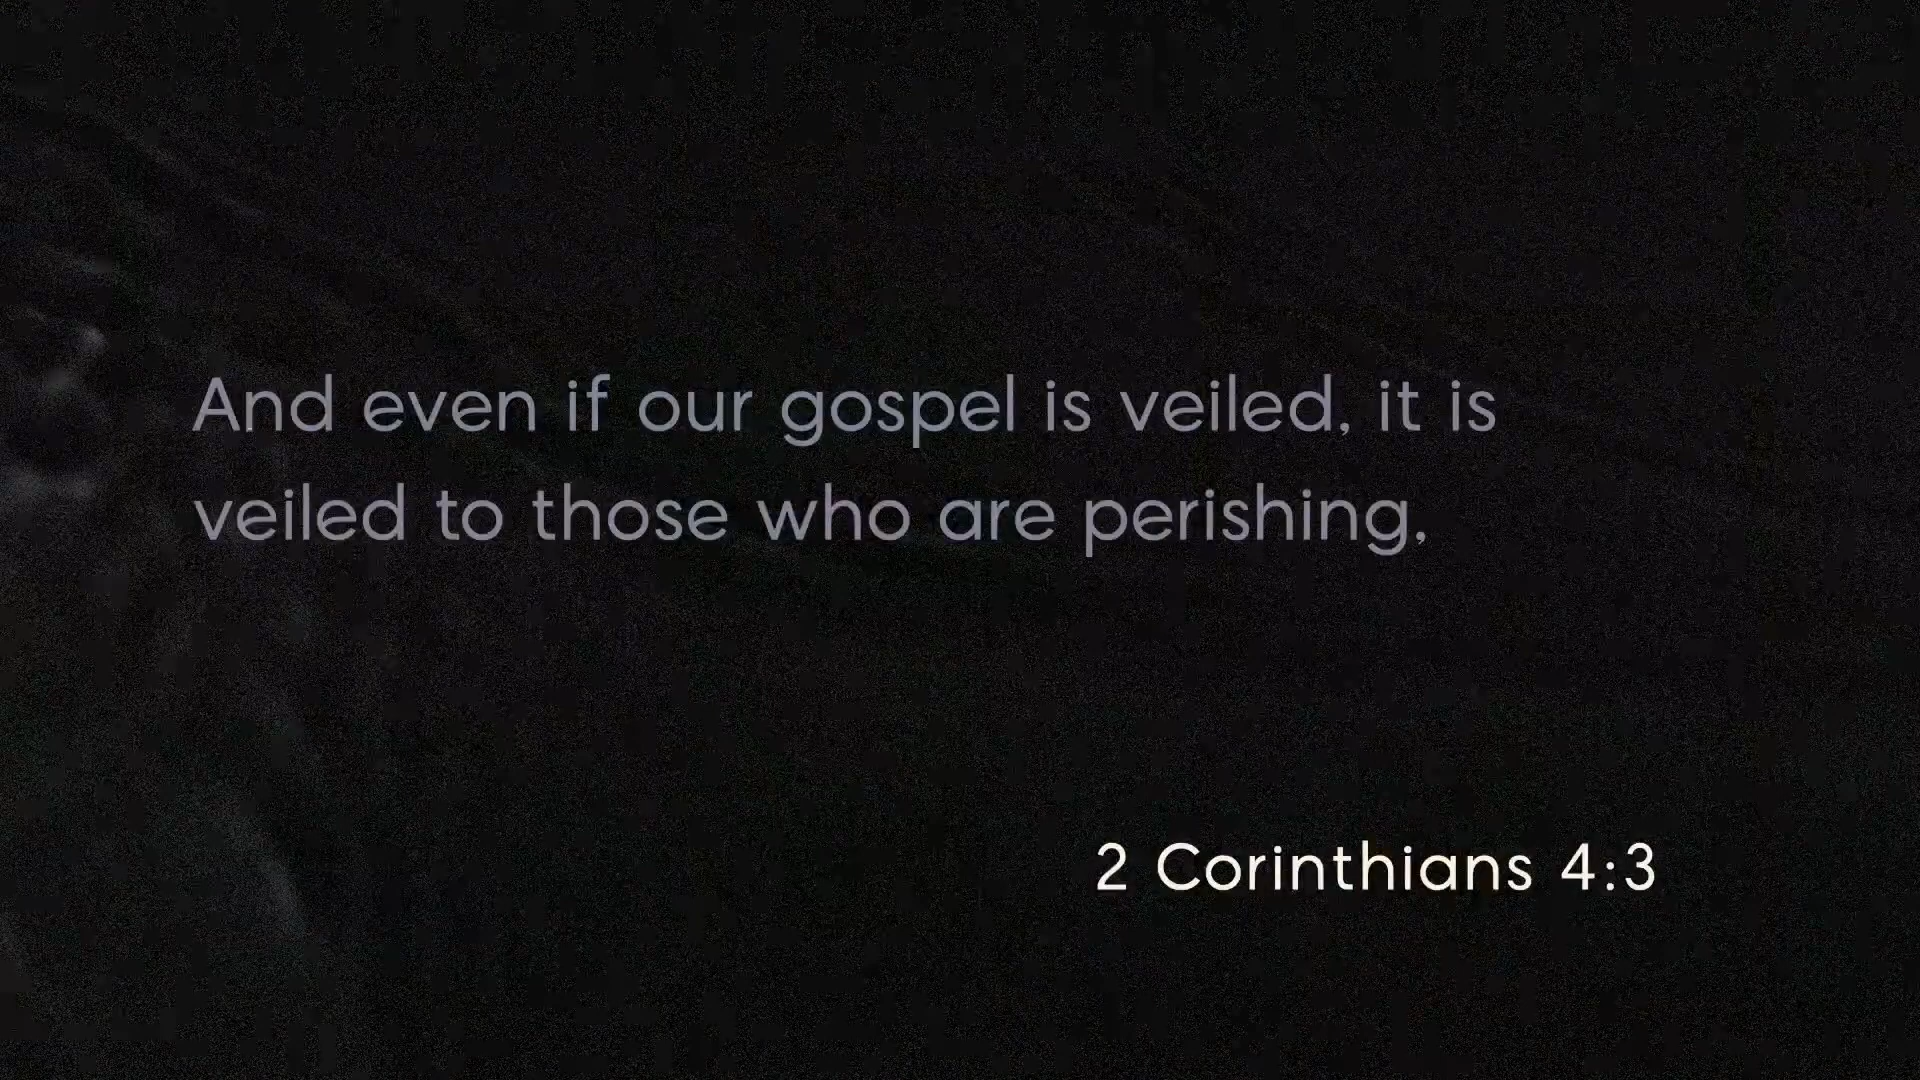 And even if our gospel is veiled, it is
veiled to those who are perishing,
2 Corinthians 4:3